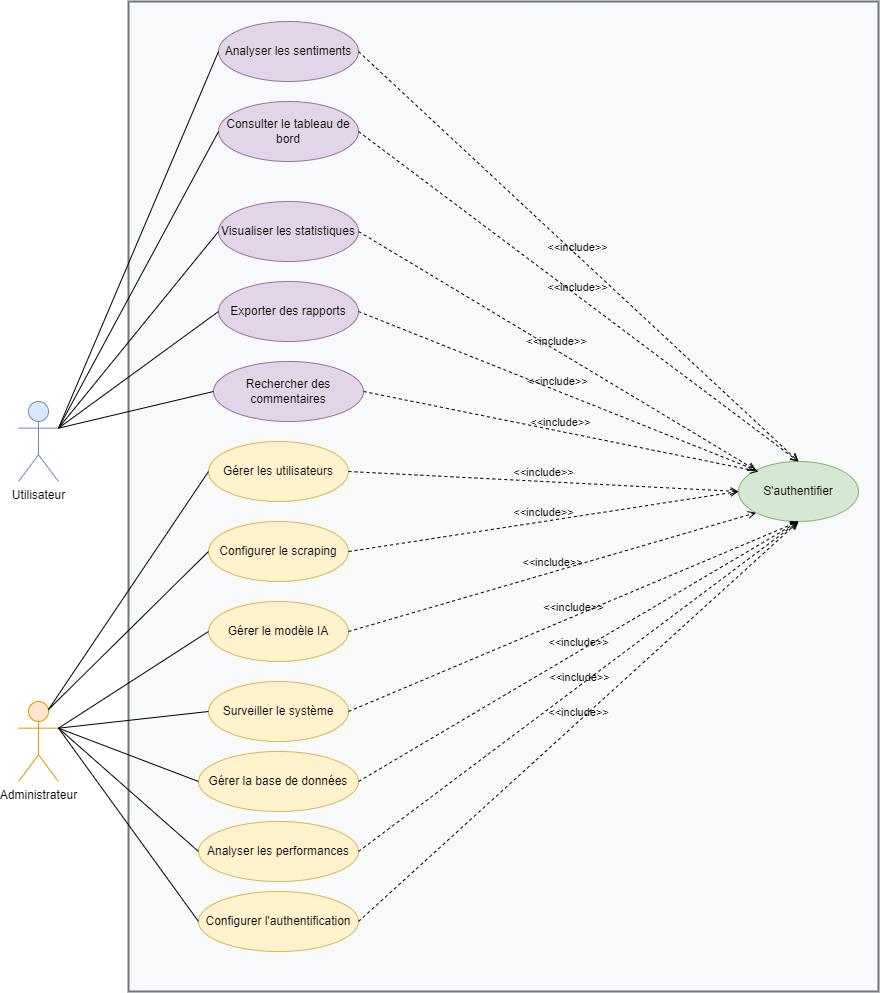 Analyser les sentiments
Consulter le tableau de
bord
Visualiser les statistiques
<<include>>
<<include>>
Exporter des rapports
<<include>>
Rechercher des
commentaires
<<include>>
<<include>>
Utilisateur
Gérer les utilisateurs
<<include>>
S'authentifier
Configurer le scraping
<<include>>
<<include>>
Gérer le modèle IA
<<include>>
<<include>>
Surveiller le système
<<include>>
<<include>>
Administrateur
Gérer la base de données
Analyser les performances
Configurer l'authentification